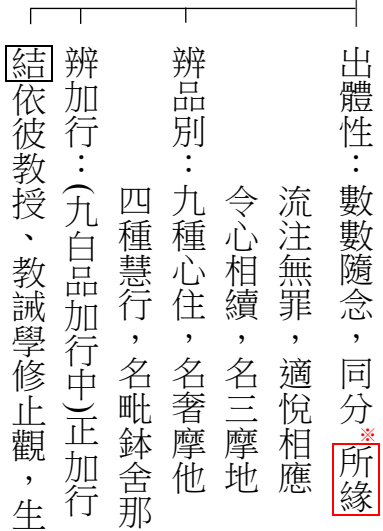 出體性：數數隨念，同分※所緣
流注無罪，適悅相應
令心相續，名三摩地
辨品別：九種心住，名奢摩他
四種慧行，名毗鉢舍那
辨加行：(九白品加行中)正加行
結依彼教授、教誡學修止觀，生